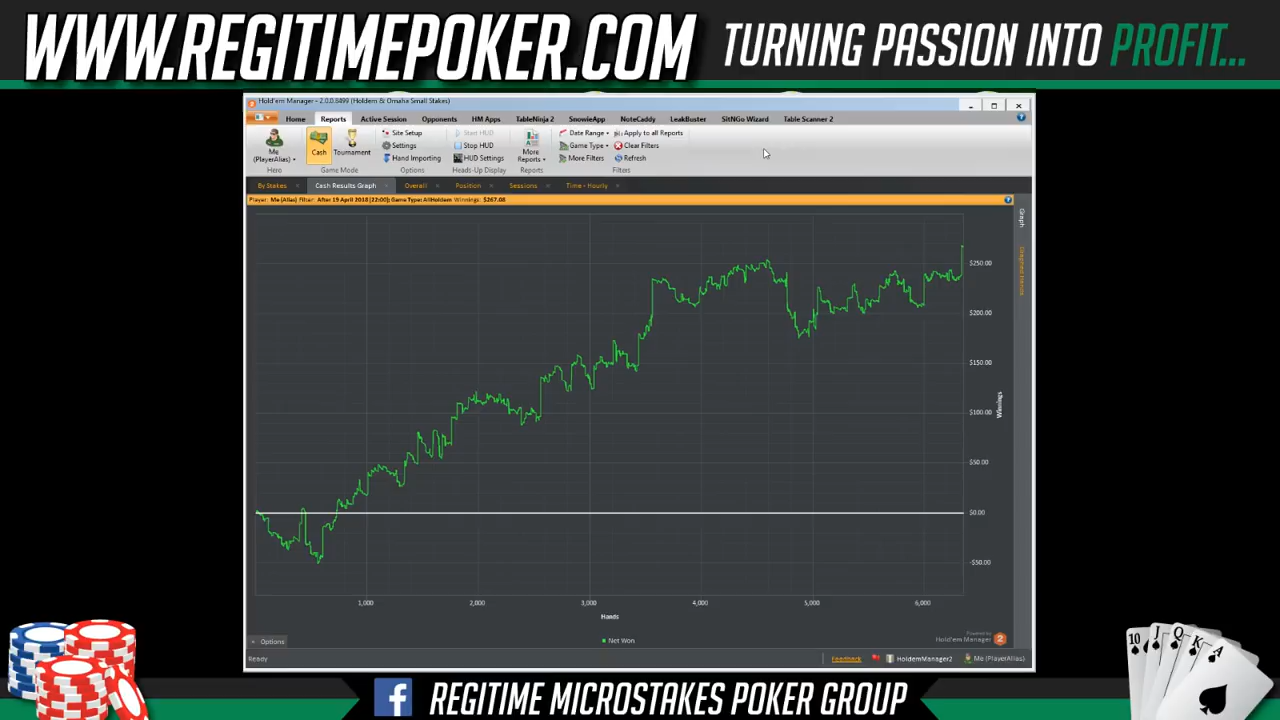 WWW.REGITIMEPOKER.COM TURNING PASSION INTO PROFIT...
Hold'em Manager - 2.0.0.8499 (Holdem & Omaha Small Stakes)
Home Reports Active Session Opponents HM Apps TableNinja 2 SnowieApp NoteCaddy LeakBuster SitNGo Wizard Table Scanner 2
Me (PlayerAlias)
Hero
Cash Tournament
Game Mode
Site Setup
Settings
Hand Importing
Options
Start HUD
Stop HUD
HUD Settings
Heads-Up Display
More Reports
Reports
Date Range
Game Type
More Filters
Apply to all Reports
Clear Filters
Refresh
Filters
By Stakes Cash Results Graph Overall Position Sessions Time - Hourly
Player: Me (Alias) Filter: After 19 April 2018 (22:00); Game Type: AllHoldem Winnings: $267.08
Graph
$250.00
$200.00
$150.00
$100.00
$50.00
$0.00
-$50.00
Winnings
1,000 2,000 3,000 4,000 5,000 6,000
Hands
Net Won
Options
Powered by
Hold'em Manager 2
Ready Feedback HoldemManager2 Me (PlayerAlias)
10 J Q K A
f REGITIME MICROSTAKES POKER GROUP